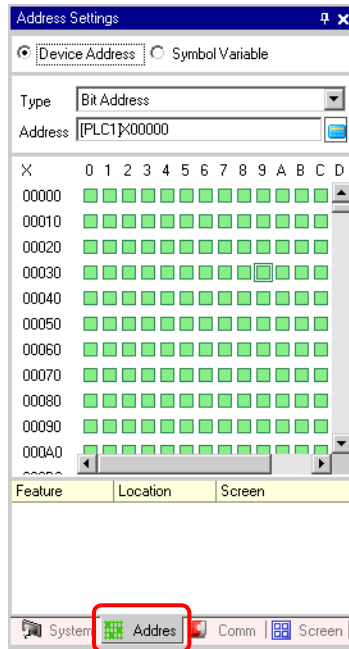 Address Settings
Device Address Symbol Variable
Type Bit Address
Address [PLC1]X00000
X 0 1 2 3 4 5 6 7 8 9 A B C D
00000
00010
00020
00030
00040
00050
00060
00070
00080
00090
000A0
Feature Location Screen
System Addres Comm Screen